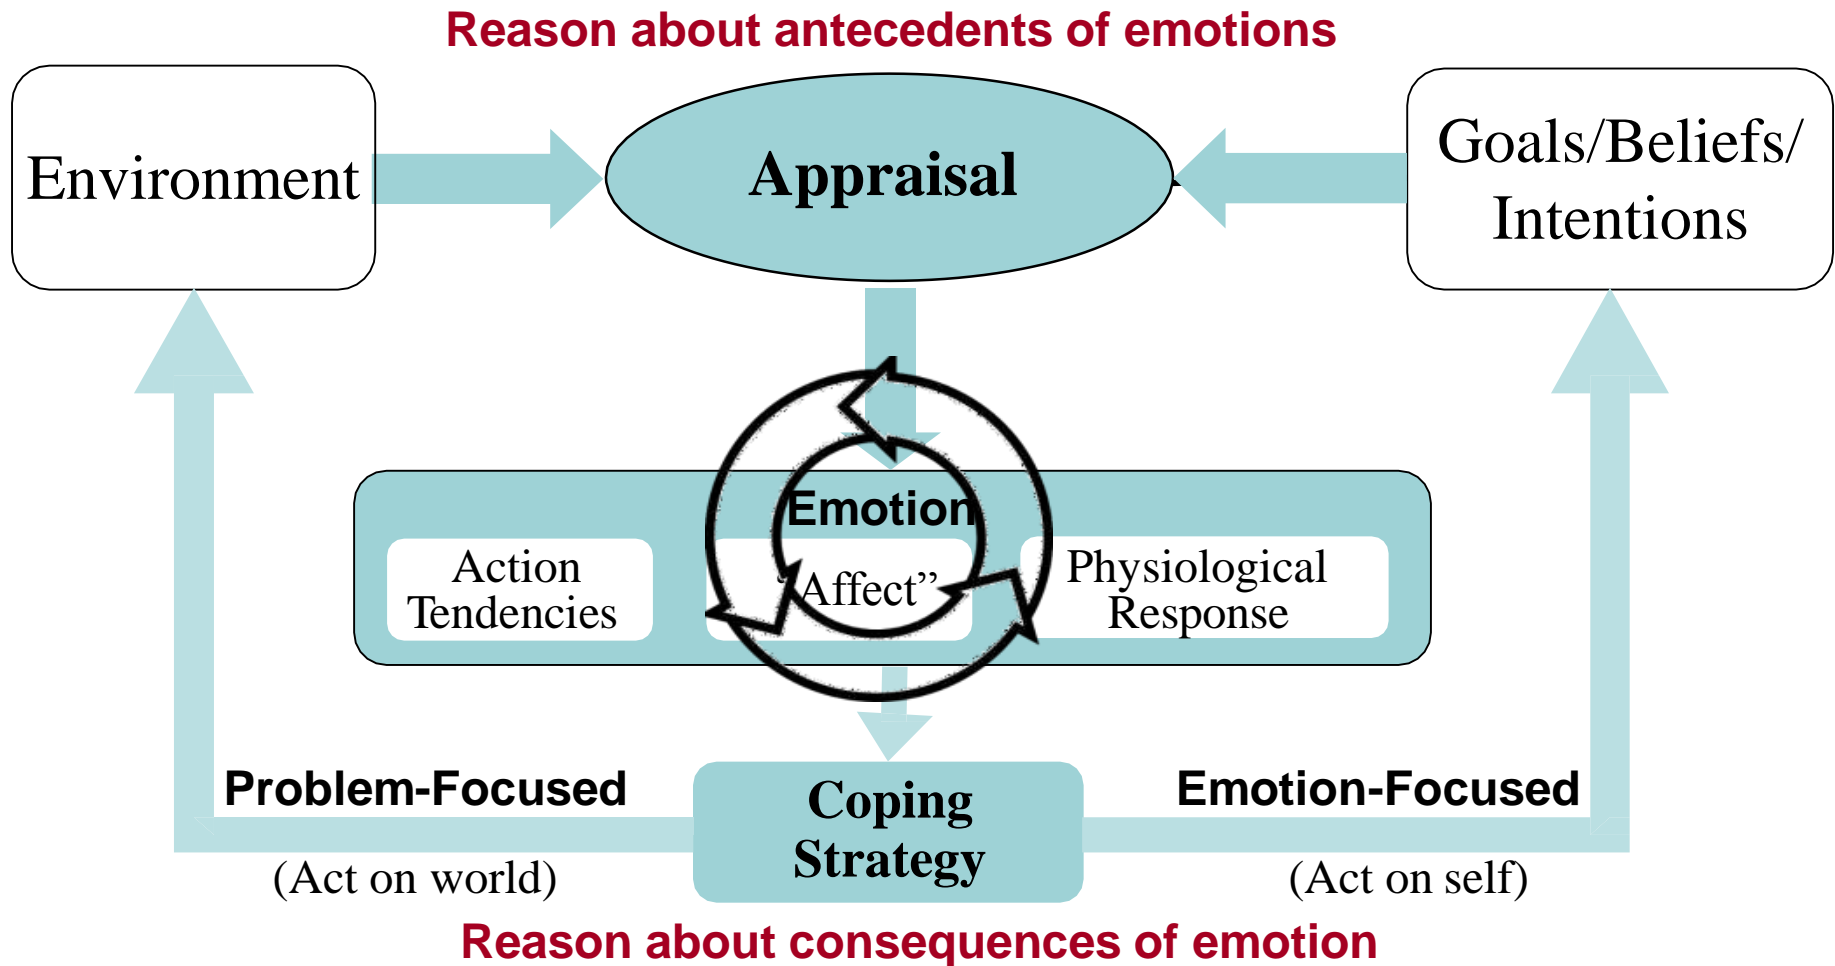 Reason about antecedents of emotions
Environment
Appraisal
Goals/Beliefs/
Intentions
Emotion
Action
Tendencies
“Affect”
Physiological
Response
Problem-Focused
(Act on world)
Coping
Strategy
Emotion-Focused
(Act on self)
Reason about consequences of emotion